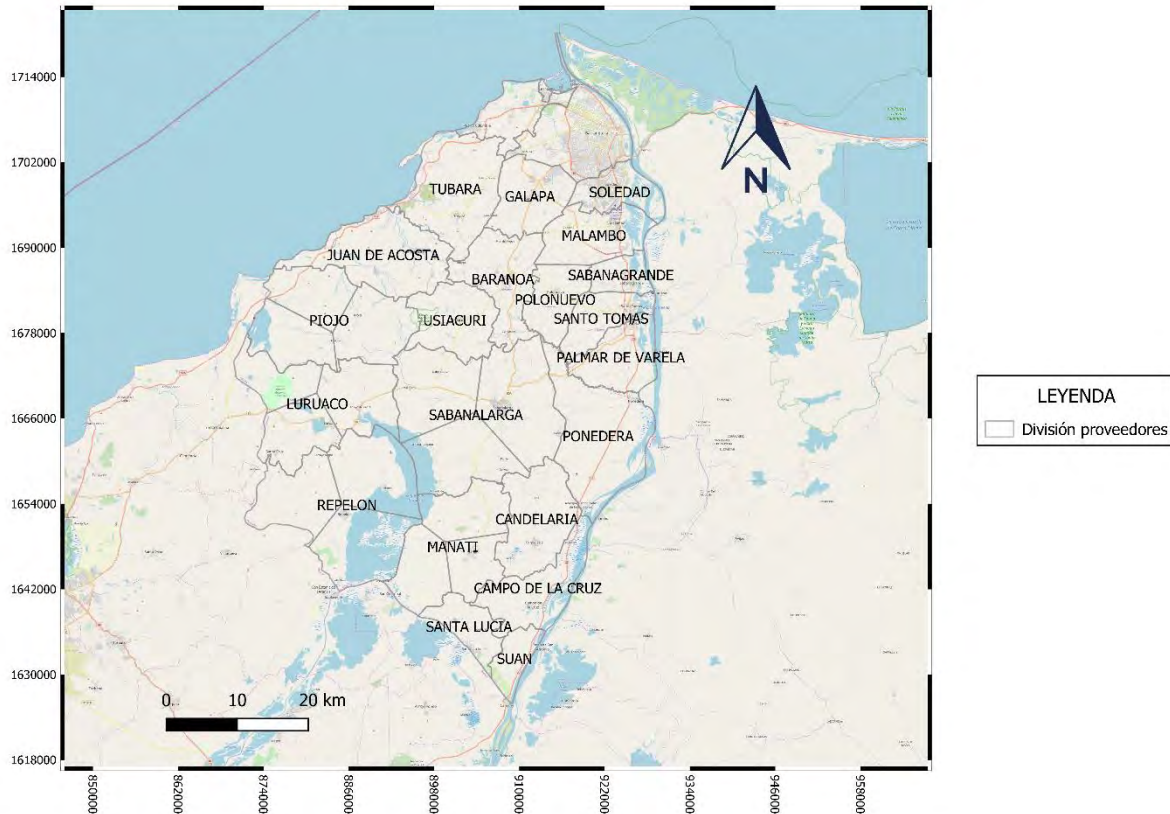 1714000
1702000
1690000
1678000
1666000
1654000
1642000
1630000
1618000
N
TUBARA
GALAPA
SOLEDAD
MALAMBO
JUAN DE ACOSTA
BARANOA
SABANAGRANDE
POLONUEVO
PIOJO
USIACURI
SANTO TOMAS
PALMAR DE VARELA
LURUACO
SABANALARGA
PONEDERA
REPELON
CANDELARIA
MANATI
CAMPO DE LA CRUZ
SANTA LUCIA
SUAN
0 10 20 km
850000
862000
874000
886000
898000
910000
922000
934000
946000
958000
LEYENDA
División proveedores